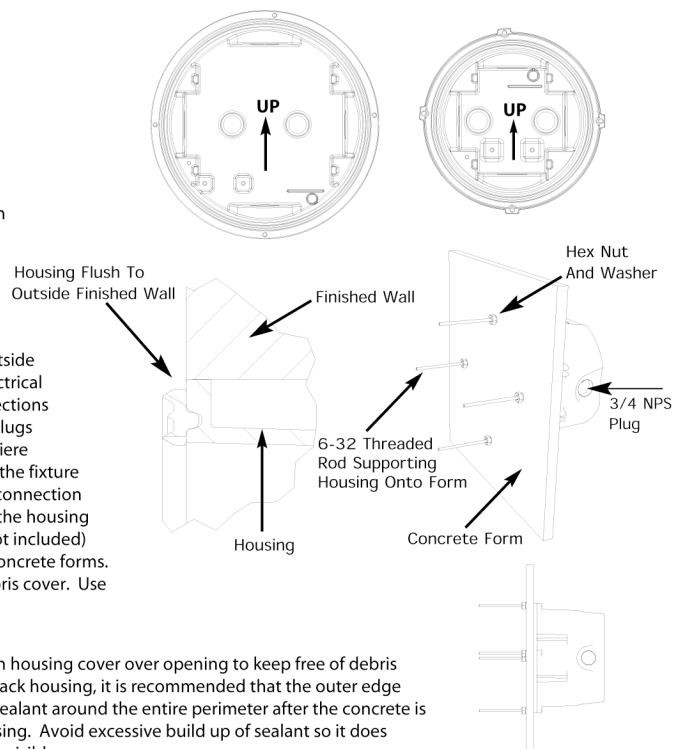 UP
UP
n
Housing Flush To
Outside Finished Wall
Finished Wall
Hex Nut
And Washer
3/4 NPS
Plug
6-32 Threaded
Rod Supporting
Housing Onto Form
Housing
Concrete Form
tside
ctrical
ections
lugs
iere
the fixture
connection
the housing
ot included)
oncrete forms.
bris cover. Use
n housing cover over opening to keep free of debris
ack housing, it is recommended that the outer edge
sealant around the entire perimeter after the concrete is
sing. Avoid excessive build up of sealant so it does